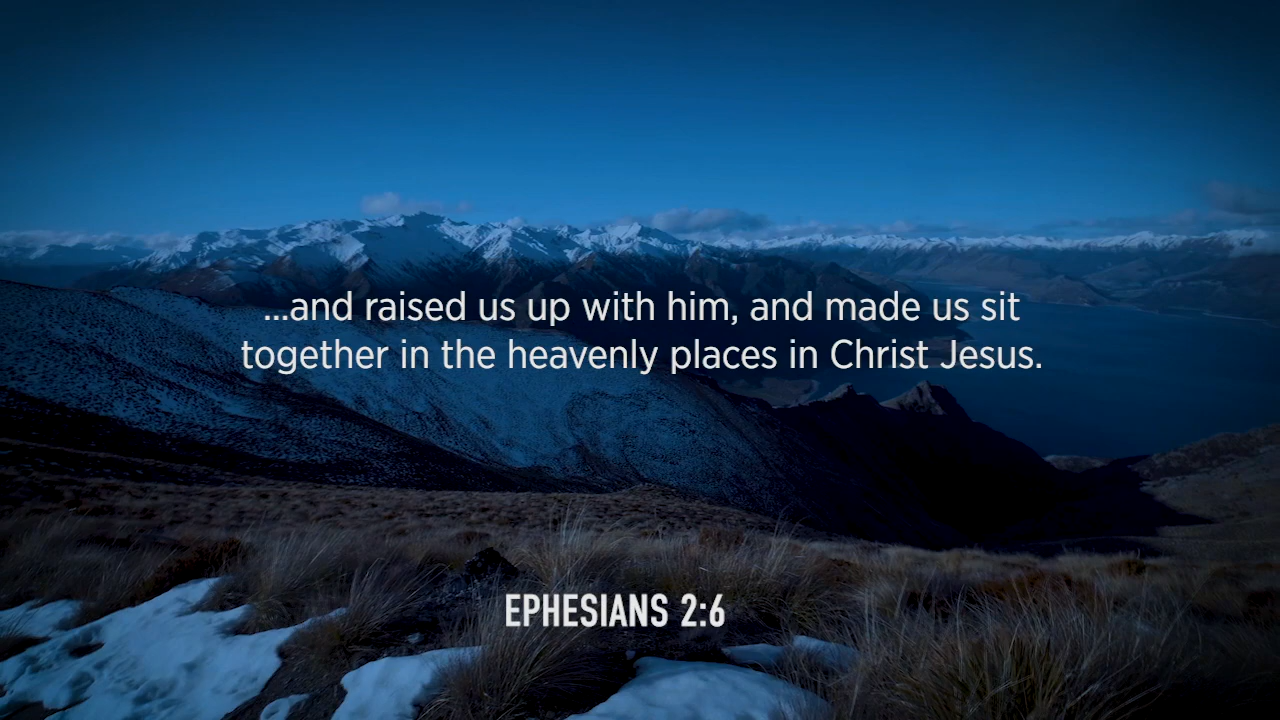 ...and raised us up with him, and made us sit
together in the heavenly places in Christ Jesus.
EPHESIANS 2:6